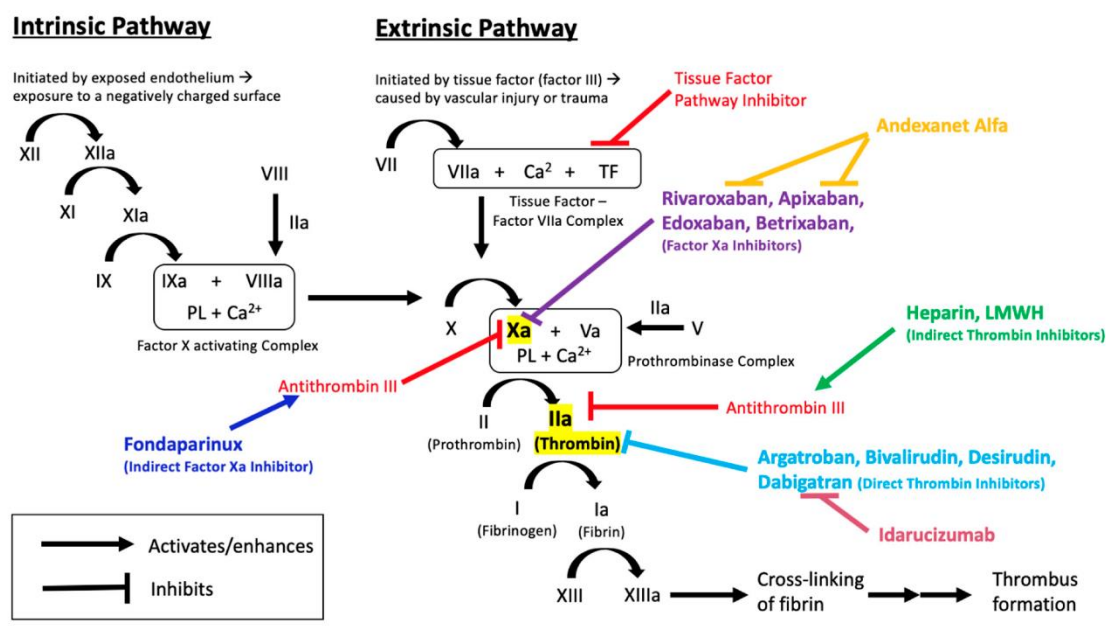 Intrinsic Pathway
Extrinsic Pathway
Initiated by exposed endothelium →
exposure to a negatively charged surface
Initiated by tissue factor (factor III) →
caused by vascular injury or trauma
Tissue Factor
Pathway Inhibitor
Andexanet Alfa
XII
XIIa
VII
VIIa + Ca2 + TF
Tissue Factor –
Factor VIIa Complex
VIII
XI
XIa
IIa
Rivaroxaban, Apixaban,
Edoxaban, Betrixaban,
(Factor Xa Inhibitors)
IX
IXa + VIIIa
PL + Ca2+
Factor X activating Complex
X
Xa + Va
PL + Ca2+
IIa
V
Prothrombinase Complex
Heparin, LMWH
(Indirect Thrombin Inhibitors)
Antithrombin III
Antithrombin III
Fondaparinux
(Indirect Factor Xa Inhibitor)
II
(Prothrombin)
IIa
(Thrombin)
Argatroban, Bivalirudin, Desirudin,
Dabigatran (Direct Thrombin Inhibitors)
Idarucizumab
I
(Fibrinogen)
Ia
(Fibrin)
Activates/enhances
Inhibits
XIII
XIIIa
Cross-linking
of fibrin
Thrombus
formation